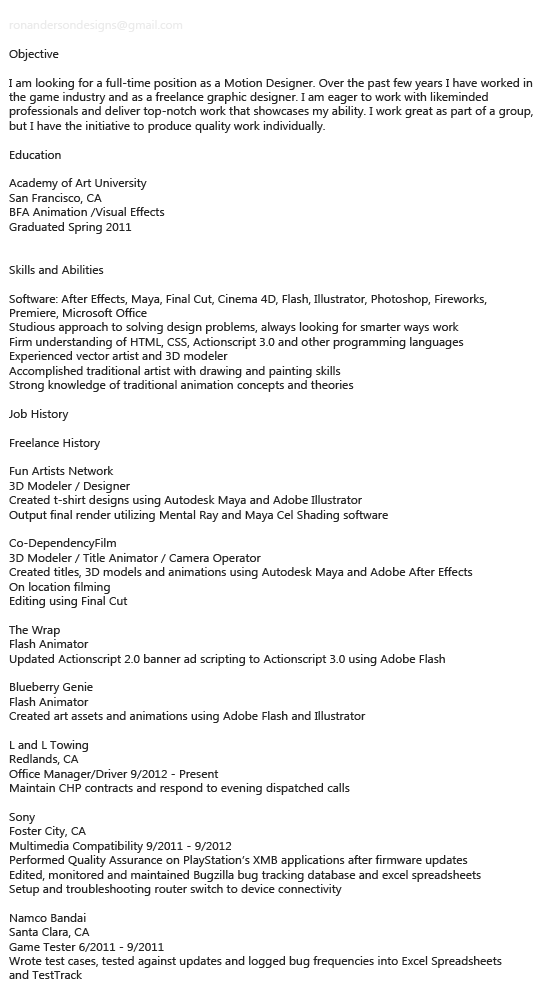 ronandersondesigns@gmail.com
Objective
I am looking for a full-time position as a Motion Designer. Over the past few years I have worked in
the game industry and as a freelance graphic designer. I am eager to work with likeminded
professionals and deliver top-notch work that showcases my ability. I work great as part of a group,
but I have the initiative to produce quality work individually.
Education
Academy of Art University
San Francisco, CA
BFA Animation /Visual Effects
Graduated Spring 2011
Skills and Abilities
Software: After Effects, Maya, Final Cut, Cinema 4D, Flash, Illustrator, Photoshop, Fireworks,
Premiere, Microsoft Office
Studious approach to solving design problems, always looking for smarter ways work
Firm understanding of HTML, CSS, Actionscript 3.0 and other programming languages
Experienced vector artist and 3D modeler
Accomplished traditional artist with drawing and painting skills
Strong knowledge of traditional animation concepts and theories
Job History
Freelance History
Fun Artists Network
3D Modeler / Designer
Created t-shirt designs using Autodesk Maya and Adobe Illustrator
Output final render utilizing Mental Ray and Maya Cel Shading software
Co-DependencyFilm
3D Modeler / Title Animator / Camera Operator
Created titles, 3D models and animations using Autodesk Maya and Adobe After Effects
On location filming
Editing using Final Cut
The Wrap
Flash Animator
Updated Actionscript 2.0 banner ad scripting to Actionscript 3.0 using Adobe Flash
Blueberry Genie
Flash Animator
Created art assets and animations using Adobe Flash and Illustrator
L and L Towing
Redlands, CA
Office Manager/Driver 9/2012 - Present
Maintain CHP contracts and respond to evening dispatched calls
Sony
Foster City, CA
Multimedia Compatibility 9/2011 - 9/2012
Performed Quality Assurance on PlayStation's XMB applications after firmware updates
Edited, monitored and maintained Bugzilla bug tracking database and excel spreadsheets
Setup and troubleshooting router switch to device connectivity
Namco Bandai
Santa Clara, CA
Game Tester 6/2011 - 9/2011
Wrote test cases, tested against updates and logged bug frequencies into Excel Spreadsheets
and TestTrack